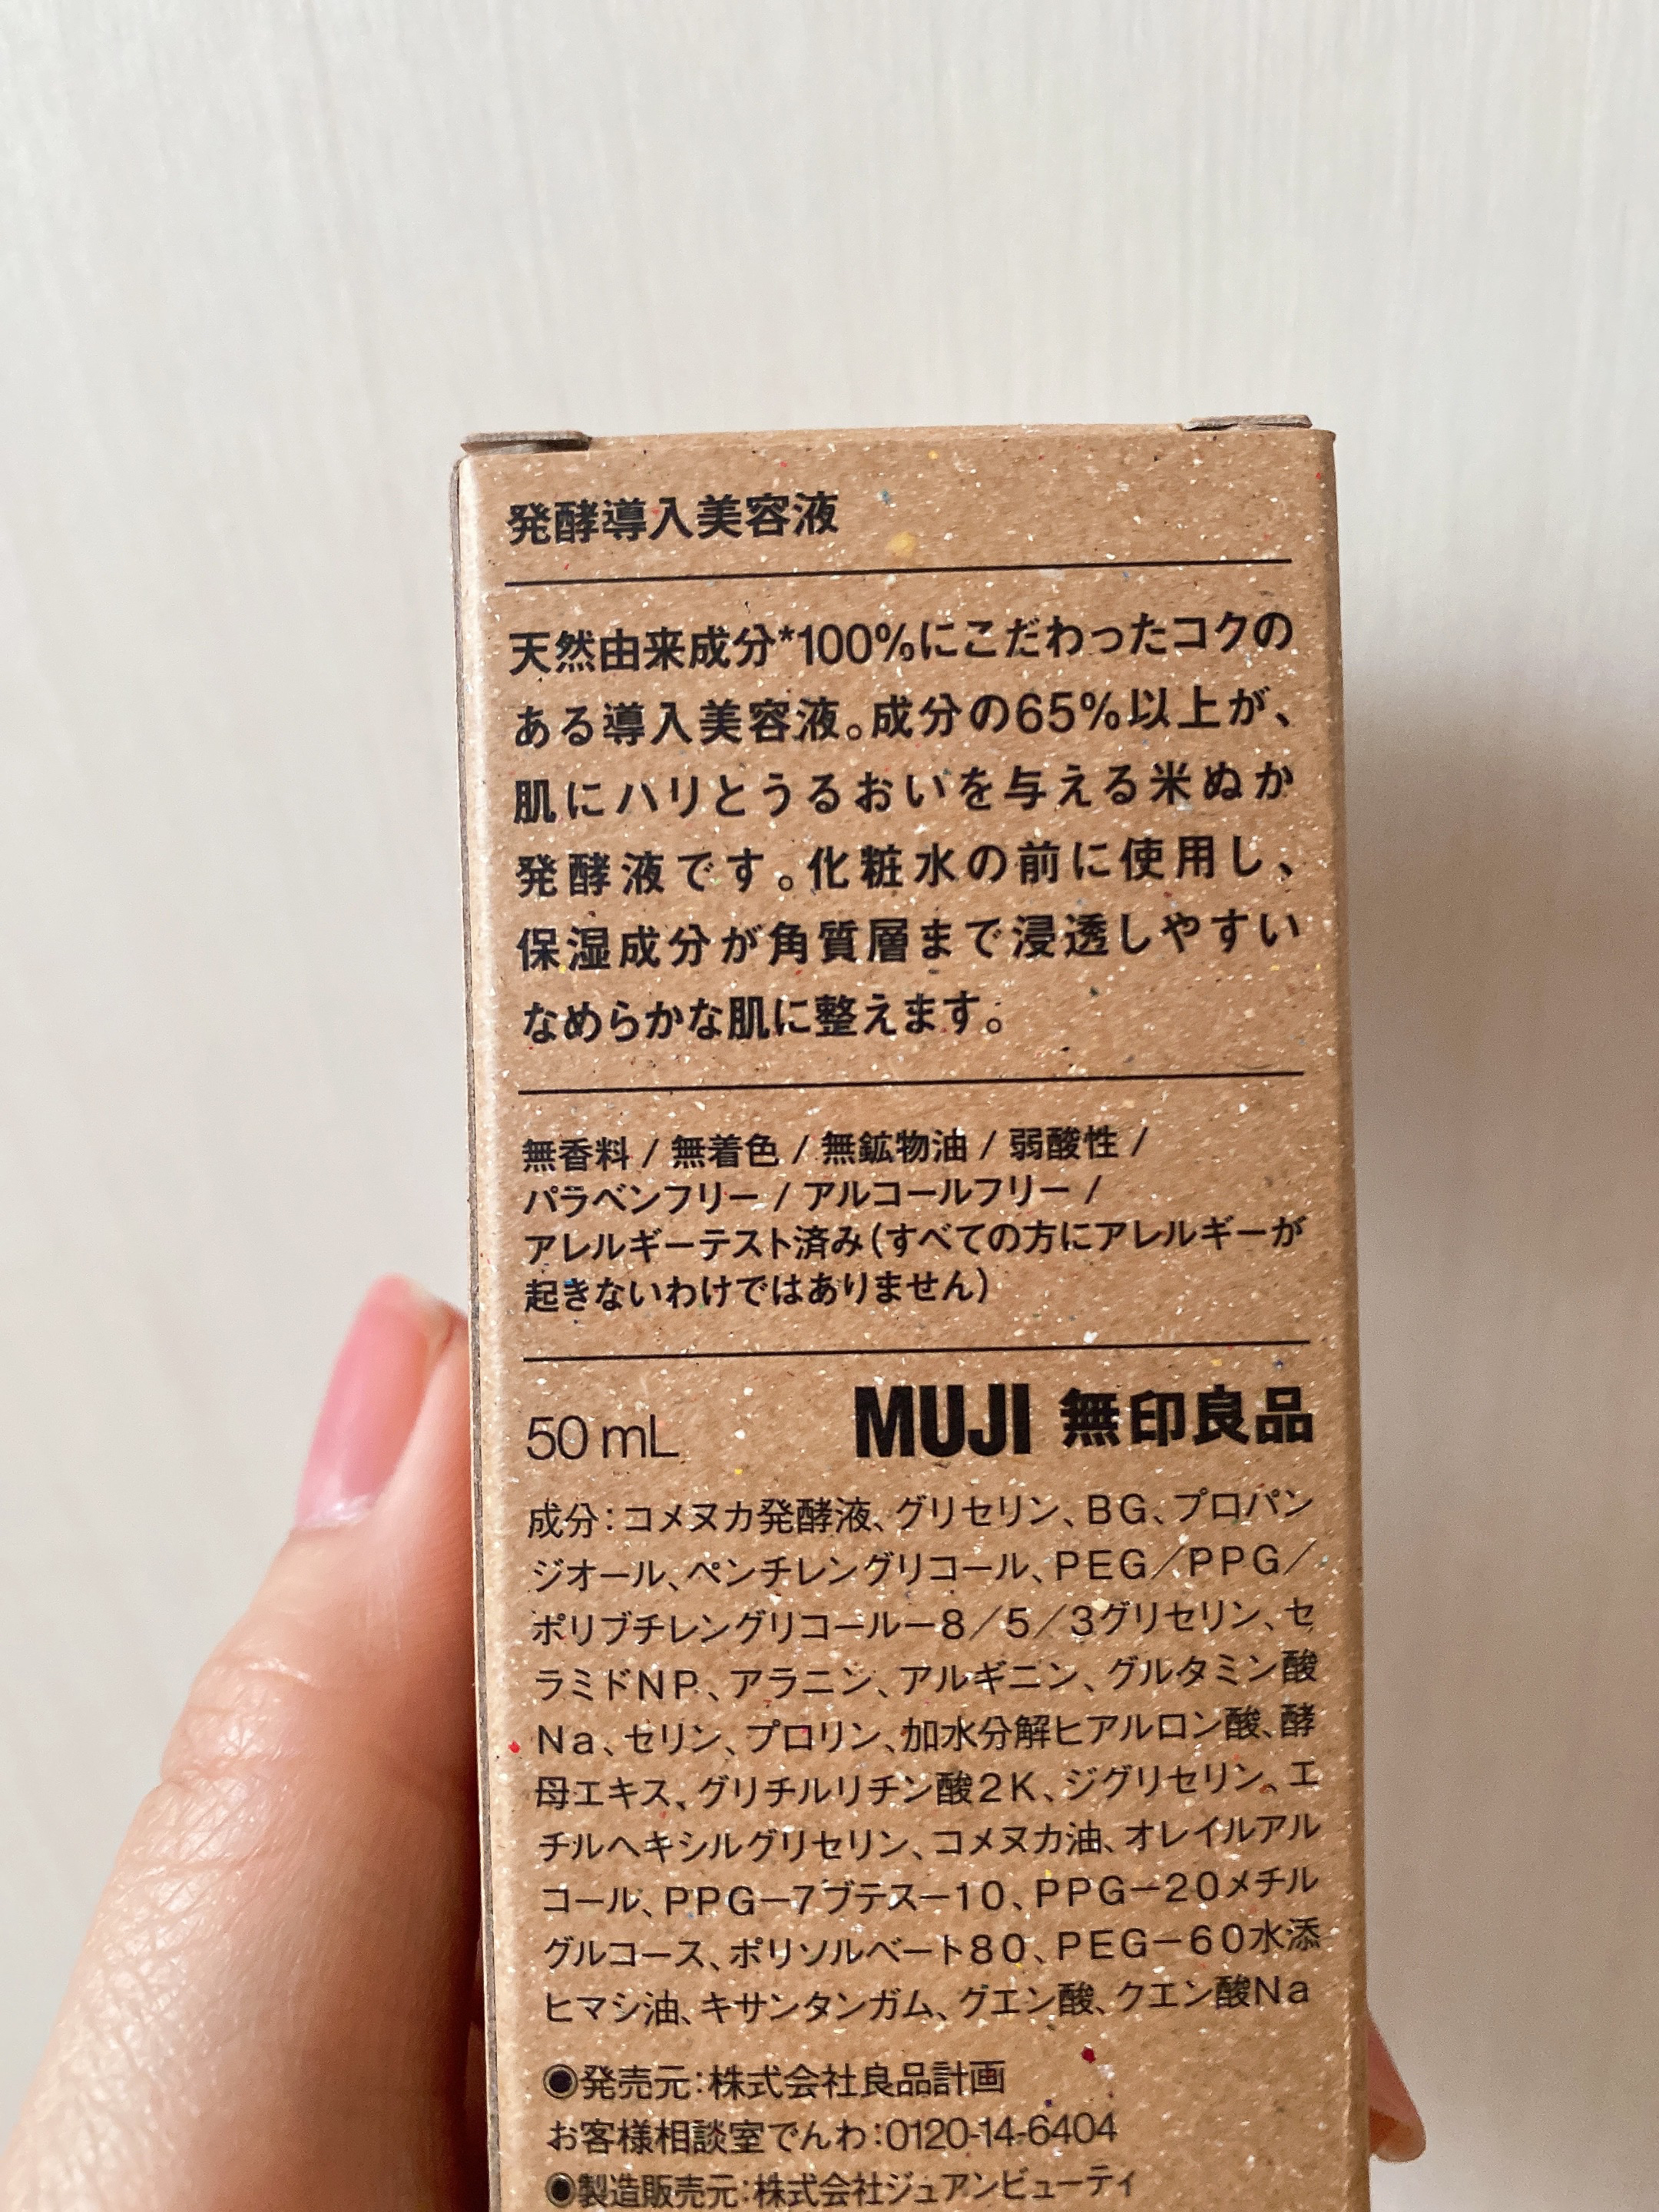 発酵導入美容液
天然由来成分*100%にこだわったコクの
ある導入美容液。成分の65%以上が、
肌にハリとうるおいを与える米ぬか
発酵液です。化粧水の前に使用し、
保湿成分が角質層まで浸透しやすい
なめらかな肌に整えます。
無香料 / 無着色 / 無鉱物油 / 弱酸性 /
パラベンフリー / アルコールフリー /
アレルギーテスト済み(すべての方にアレルギーが
起きないわけではありません)
50 mL MUJI 無印良品
成分：コメヌカ発酵液、グリセリン、BG、プロパン
ジオール、ペンチレングリコール、PEG／PPG／
ポリブチレングリコールー8／5／3グリセリン、セ
ラミドNP、アラニン、アルギニン、グルタミン酸
Na、セリン、プロリン、加水分解ヒアルロン酸、酵
母エキス、グリチルリチン酸2K、ジグリセリン、エ
チルヘキシルグリセリン、コメヌカ油、オレイルアル
コール、PPG－7ブテスー10、PPG－20メチル
グルコース、ポリソルベート80、PEG－60水添
ヒマシ油、キサンタンガム、クエン酸、クエン酸Na
◉発売元：株式会社良品計画
お客様相談室でんわ：0120-14-6404
◉製造販売元：株式会社ジュアンビューティ